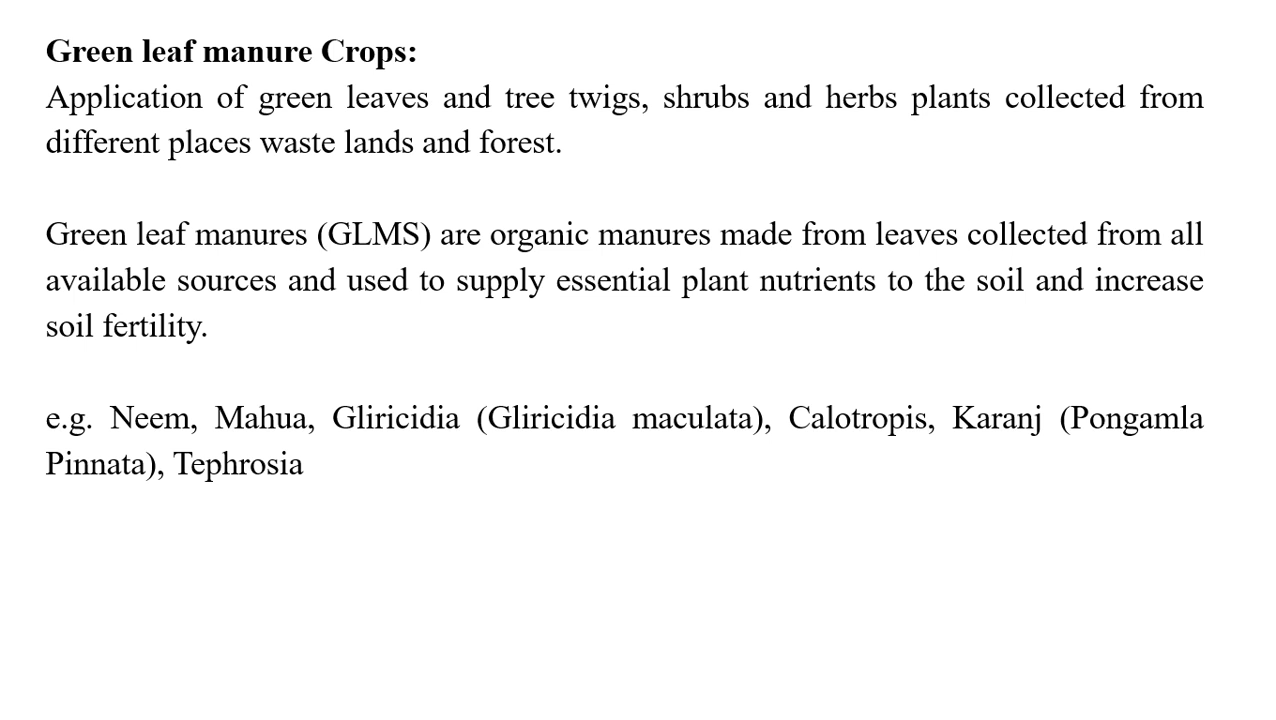 Green leaf manure Crops:
Application of green leaves and tree twigs, shrubs and herbs plants collected from
different places waste lands and forest.
Green leaf manures (GLMS) are organic manures made from leaves collected from all
available sources and used to supply essential plant nutrients to the soil and increase
soil fertility.
e.g. Neem, Mahua, Gliricidia (Gliricidia maculata), Calotropis, Karanj (Pongamla
Pinnata), Tephrosia